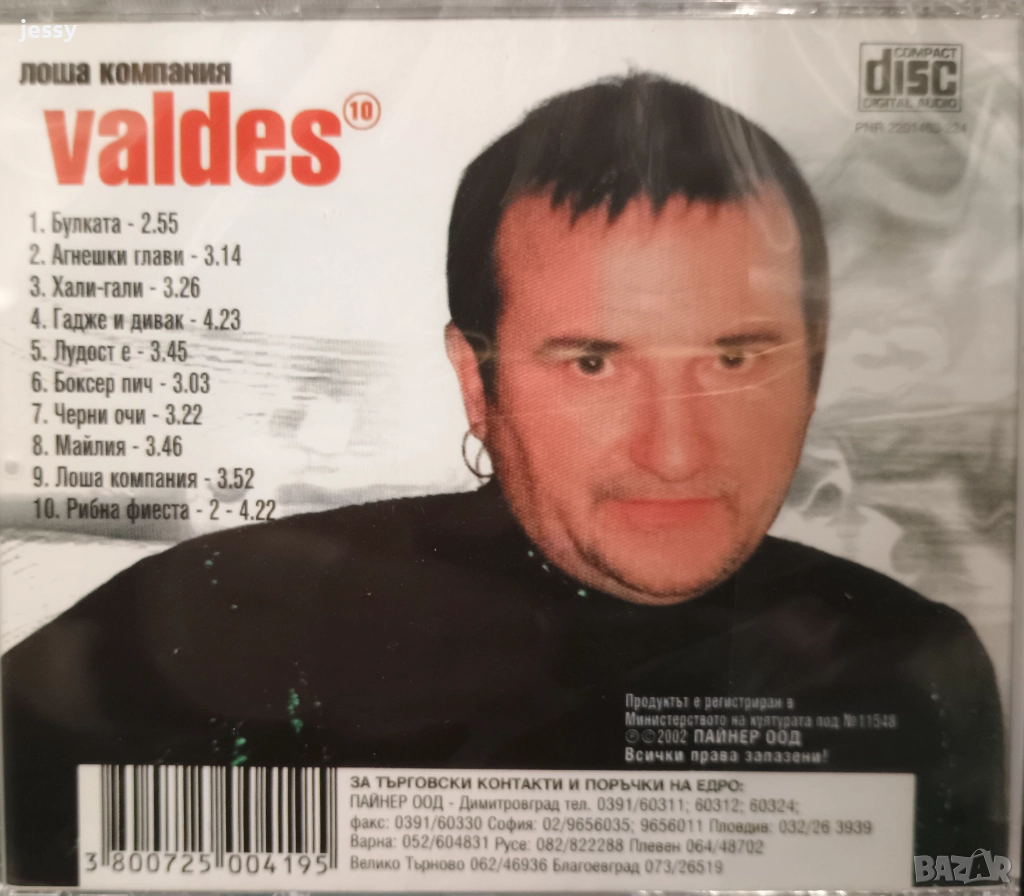 jessy
лоша компания
valdes 10
COMPACT
disc
DIGITAL AUDIO
1. Булката - 2.55
2. Агнешки глави - 3.14
3. Хали-гали - 3.26
4. Гадже и дивак - 4.23
5. Лудост е - 3.45
6. Боксер пич - 3.03
7. Черни очи - 3.22
8. Майлия - 3.46
9. Лоша компания - 3.52
10. Рибна фиеста - 2 - 4.22
Продуктът е регистриран в
Министерството на културата под №11548
℗©2002 ПАЙНЕР ООД
Всички права запазени!
ЗА ТЪРГОВСКИ КОНТАКТИ И ПОРЪЧКИ НА ЕДРО:
ПАЙНЕР ООД - Димитровград тел. 0391/60311; 60312; 60324;
факс: 0391/60330 София: 02/9656035; 9656011 Пловдив: 032/26 3939
Варна: 052/604831 Русе: 082/822288 Плевен 064/48702
Велико Търново 062/46936 Благоевград 073/26519
3 800725 004195
BAZAR